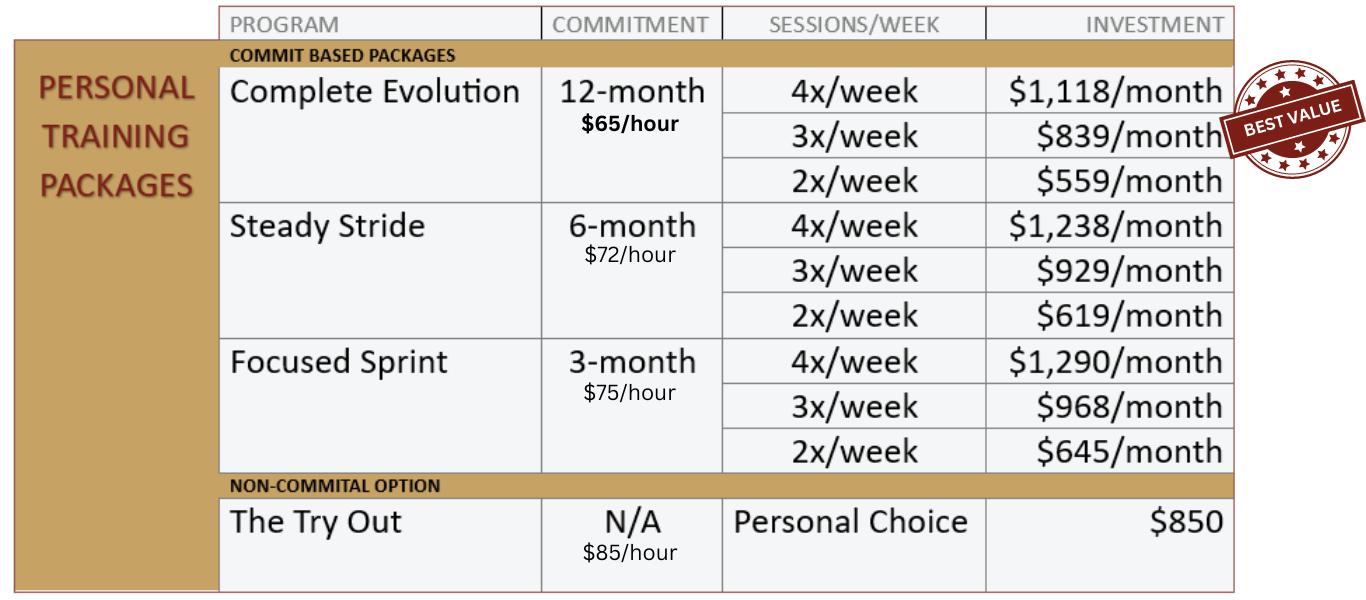 PROGRAM COMMITMENT SESSIONS/WEEK INVESTMENT
COMMIT BASED PACKAGES
PERSONAL
TRAINING
PACKAGES
Complete Evolution 12-month 4x/week $1,118/month
$65/hour
BEST VALUE
3x/week $839/month
2x/week $559/month
Steady Stride 6-month 4x/week $1,238/month
$72/hour
3x/week $929/month
2x/week $619/month
Focused Sprint 3-month 4x/week $1,290/month
$75/hour
3x/week $968/month
2x/week $645/month
NON-COMMITAL OPTION
The Try Out N/A Personal Choice $850
$85/hour